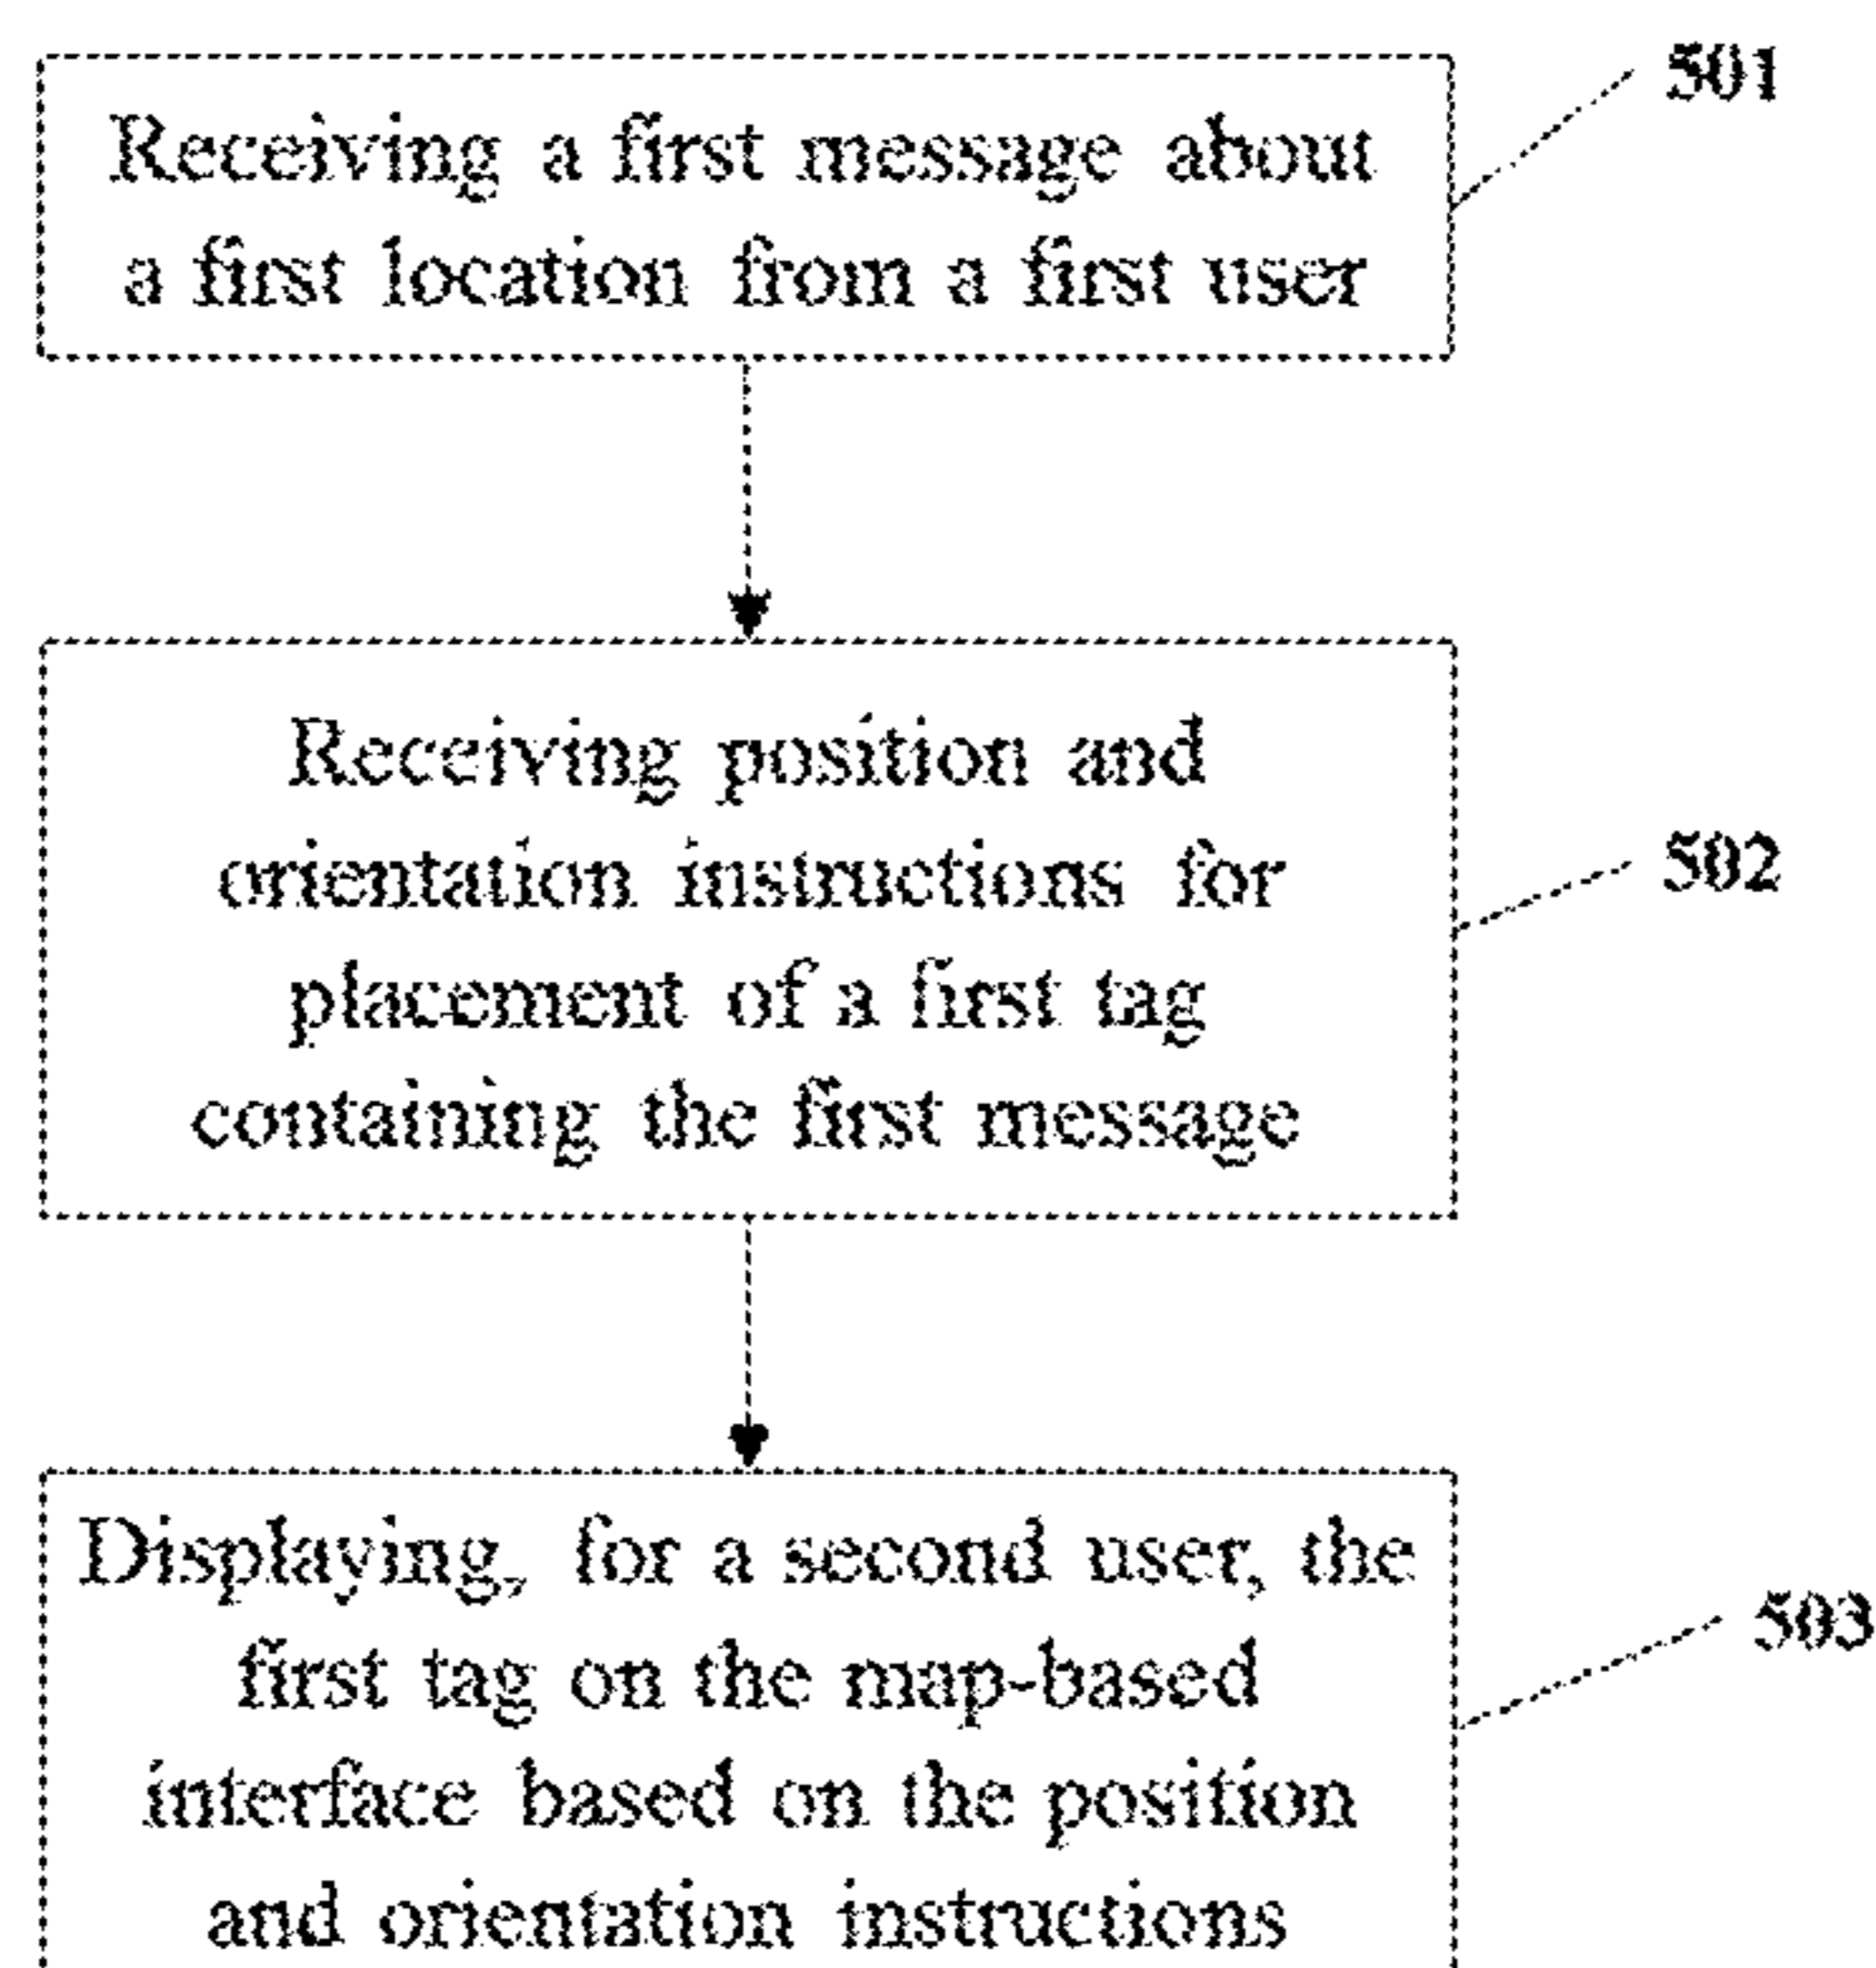 501
Receiving a first message about
a first location from a first user
Receiving position and
orientation instructions for
placement of a first tag
containing the first message
502
Displaying, for a second user, the
first tag on the map-based
interface based on the position
and orientation instructions
503